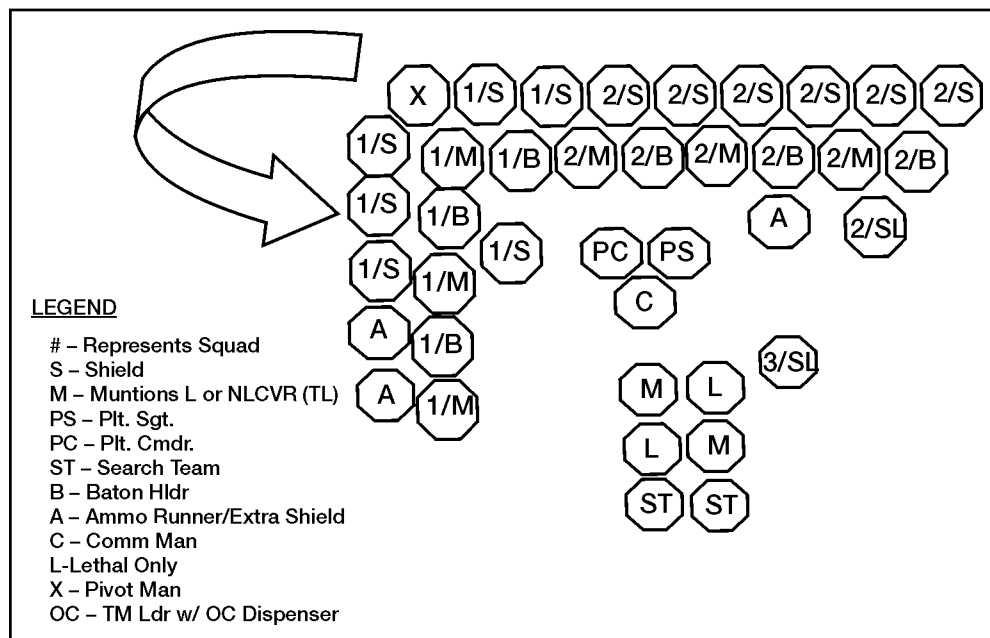 X 1/S 1/S 2/S 2/S 2/S 2/S 2/S 2/S
1/S 1/M 1/B 2/M 2/B 2/M 2/B 2/M 2/B
1/S 1/B A 2/SL
1/S 1/M 1/S PC PS
C
A 1/B 3/SL
A 1/M M L
L M
ST ST
LEGEND
# – Represents Squad
S – Shield
M – Muntions L or NLCVR (TL)
PS – Plt. Sgt.
PC – Plt. Cmdr.
ST – Search Team
B – Baton Hldr
A – Ammo Runner/Extra Shield
C – Comm Man
L-Lethal Only
X – Pivot Man
OC – TM Ldr w/ OC Dispenser